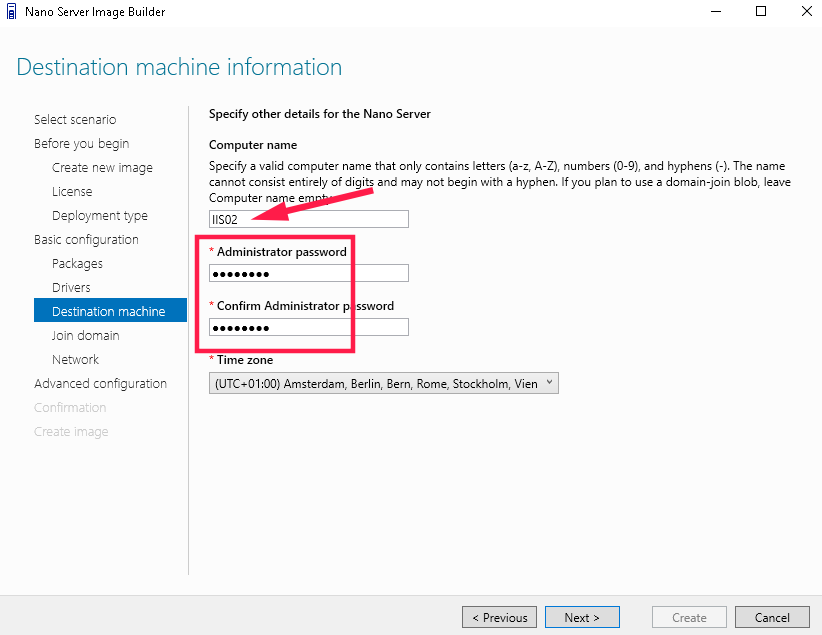 Nano Server Image Builder
Destination machine information
Select scenario
Before you begin
Create new image
License
Deployment type
Basic configuration
Packages
Drivers
Destination machine
Join domain
Network
Advanced configuration
Confirmation
Create image
Specify other details for the Nano Server
Computer name
Specify a valid computer name that only contains letters (a-z, A-Z), numbers (0-9), and hyphens (-). The name
cannot consist entirely of digits and may not begin with a hyphen. If you plan to use a domain-join blob, leave
Computer name empty.
IIS02
* Administrator password
●●●●●●●●
* Confirm Administrator password
●●●●●●●●
* Time zone
(UTC+01:00) Amsterdam, Berlin, Bern, Rome, Stockholm, Vien
< Previous
Next >
Create
Cancel